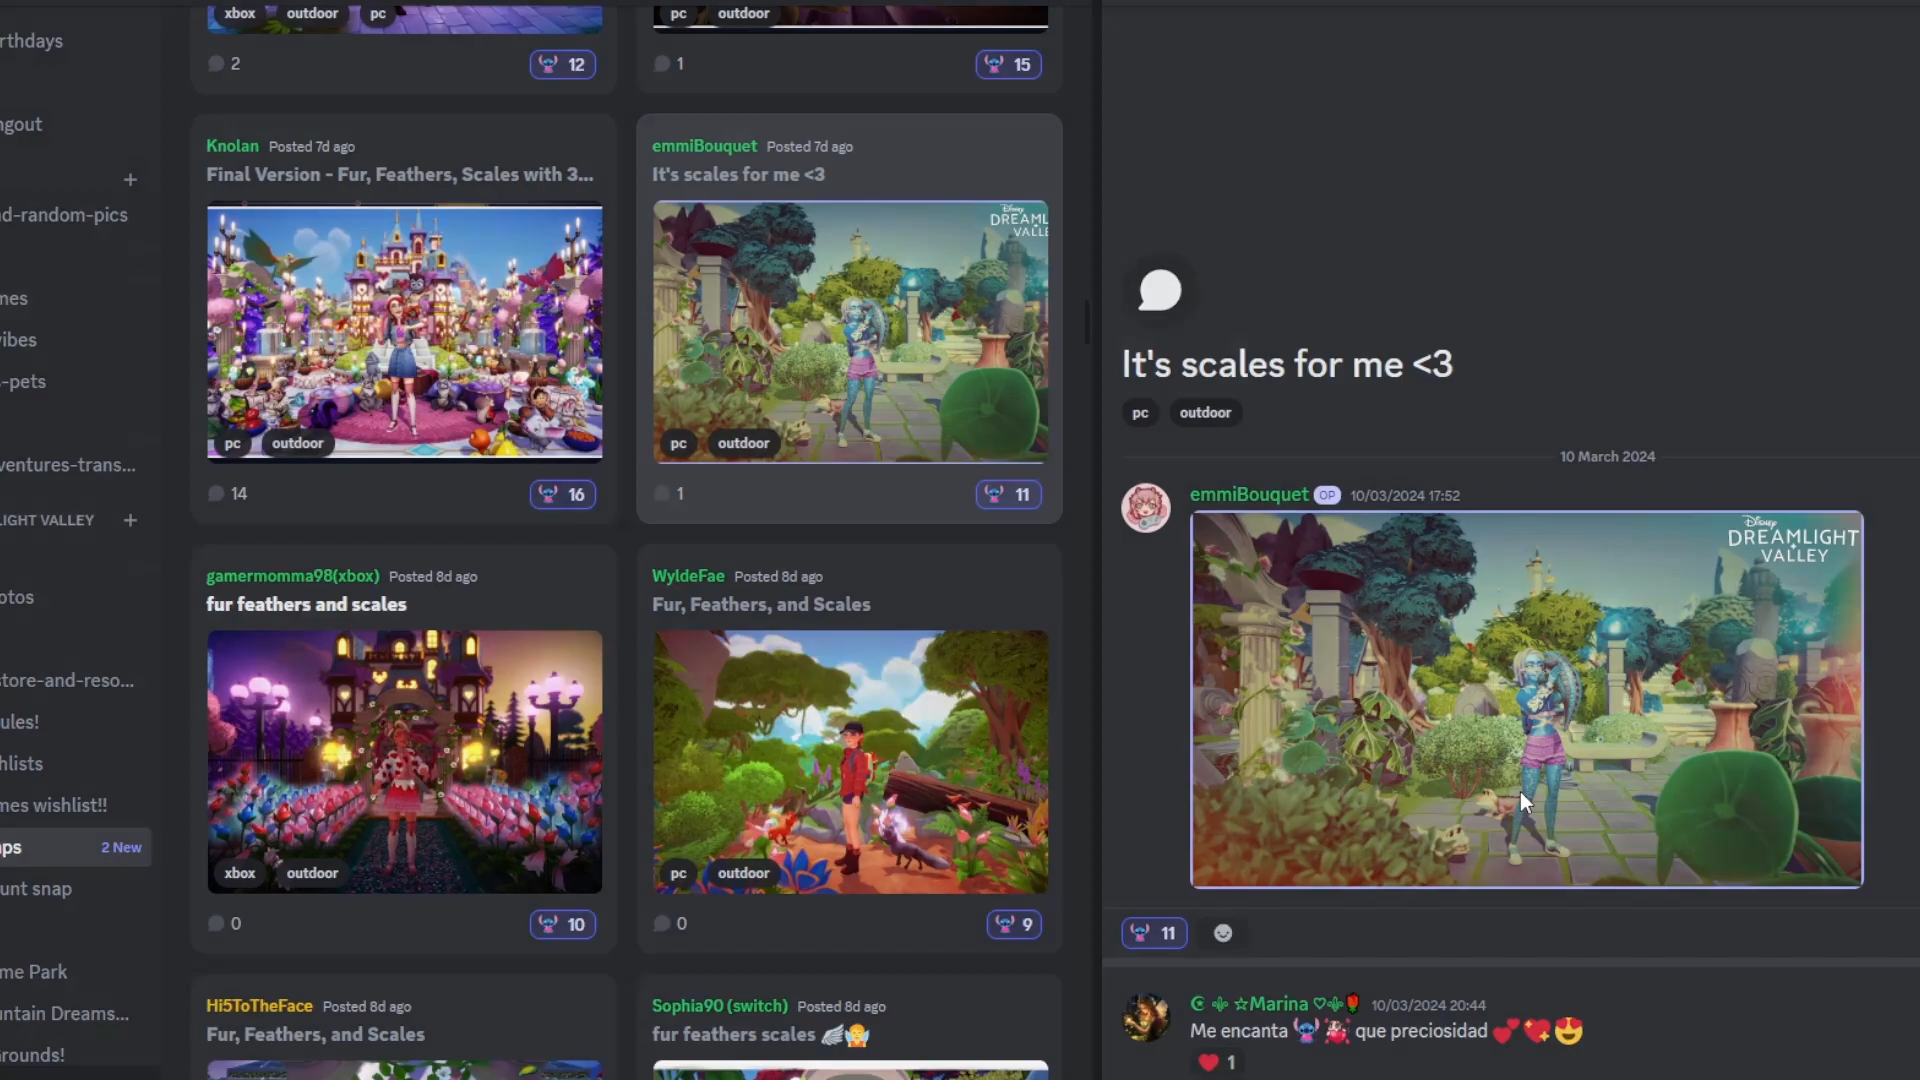 rthdays
ngout
d-random-pics
mes
ibes
-pets
ventures-trans...
LIGHT VALLEY
otos
tore-and-reso...
ules!
hlists
mes wishlist!!
ps
2 New
unt snap
me Park
untain Dreams...
rounds!
xbox outdoor pc
2
12
pc outdoor
1
15
Knolan Posted 7d ago
Final Version - Fur, Feathers, Scales with 3...
pc outdoor
14
16
emmiBouquet Posted 7d ago
It's scales for me <3
Disney
DREAML
VALLE
pc outdoor
1
11
gamermomma98(xbox) Posted 8d ago
fur feathers and scales
xbox outdoor
0
10
WyldeFae Posted 8d ago
Fur, Feathers, and Scales
pc outdoor
0
9
Hi5ToTheFace Posted 8d ago
Fur, Feathers, and Scales
Sophia90 (switch) Posted 8d ago
fur feathers scales 🪽🧚
It's scales for me <3
pc outdoor
10 March 2024
emmiBouquet OP 10/03/2024 17:52
Disney
DREAMLIGHT
VALLEY
11
☪ ⚜ ☆Marina ♡⚜🌹 10/03/2024 20:44
Me encanta que preciosidad 💕💖😍
❤ 1